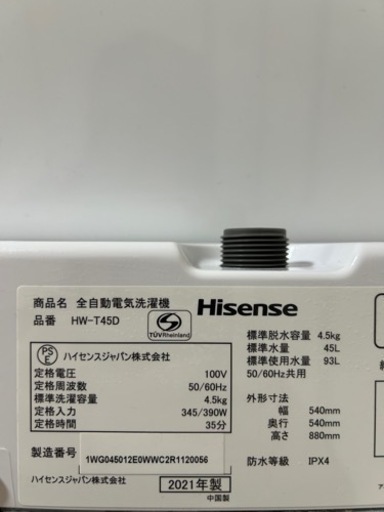 商品名 全自動電気洗濯機
品番 HW-T45D
TÜVRheinland
Hisense
PSE
ハイセンスジャパン株式会社
定格電圧 100V
定格周波数 50/60Hz
標準洗濯容量 4.5kg
定格入力 345/390W
定格時間 35分
標準脱水容量 4.5kg
標準水量 45L
標準使用水量 93L
50/60Hz共用
外形寸法
幅 540mm
奥行 540mm
高さ 880mm
製造番号 1WG045012E0WWC2R1120056
防水等級 IPX4
ハイセンスジャパン株式会社
2021年製
中国製